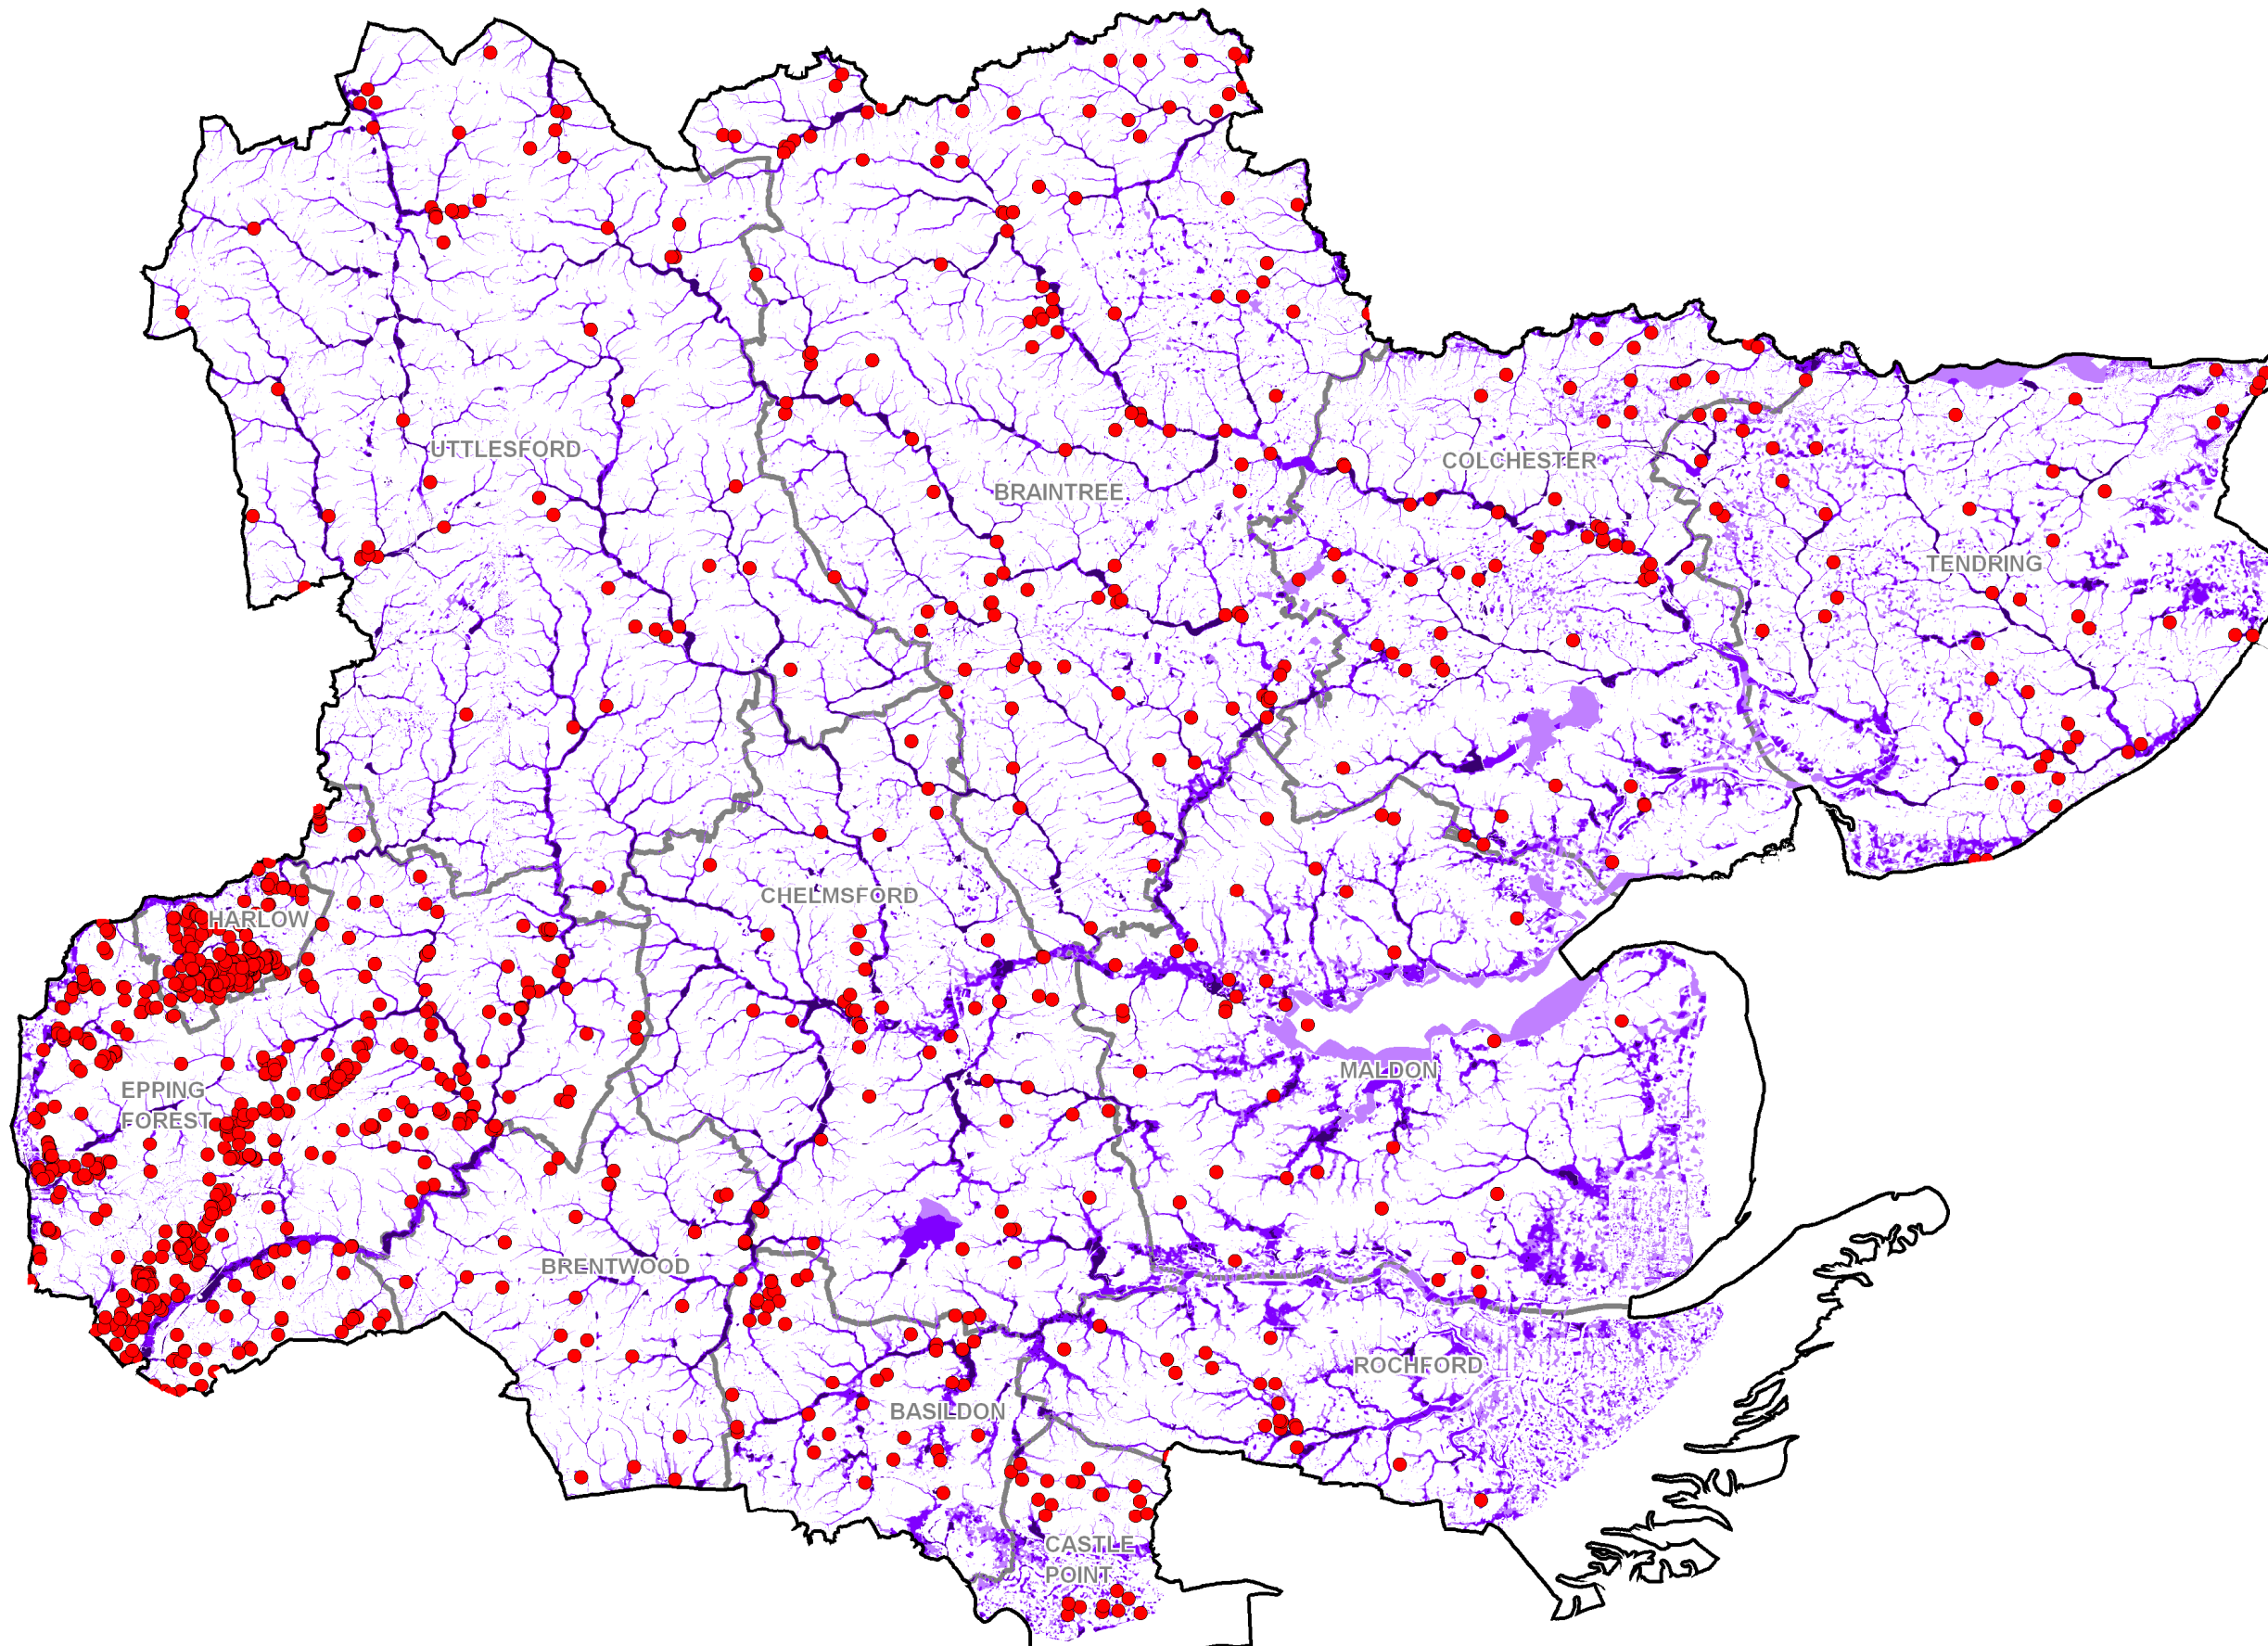 UTTLESFORD
COLCHESTER
BRAINTREE
TENDRING
CHELMSFORD
HARLOW
MALDON
EPPING
FOREST
BRENTWOOD
ROCHFORD
BASILDON
CASTLE
POINT